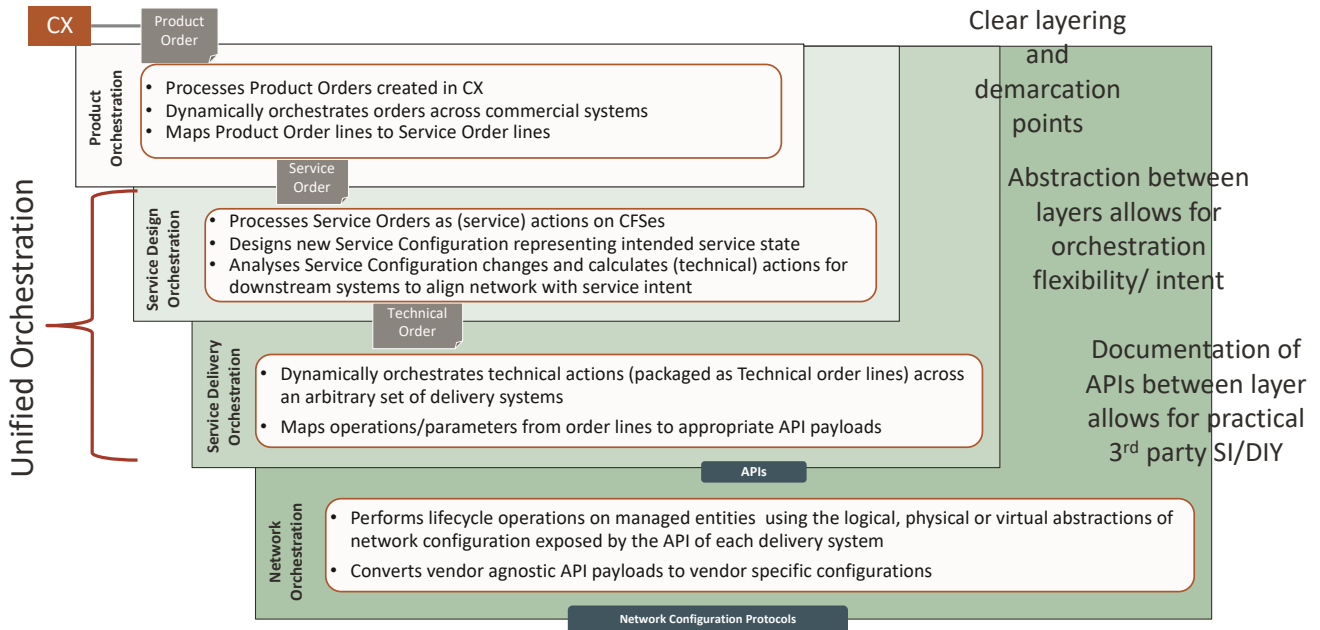 CX
Product
Order
Product
Orchestration
• Processes Product Orders created in CX
• Dynamically orchestrates orders across commercial systems
• Maps Product Order lines to Service Order lines
Service
Order
Unified Orchestration
Service Design
Orchestration
• Processes Service Orders as (service) actions on CFSes
• Designs new Service Configuration representing intended service state
• Analyses Service Configuration changes and calculates (technical) actions for
downstream systems to align network with service intent
Technical
Order
Service Delivery
Orchestration
• Dynamically orchestrates technical actions (packaged as Technical order lines) across
an arbitrary set of delivery systems
• Maps operations/parameters from order lines to appropriate API payloads
APIs
Network
Orchestration
• Performs lifecycle operations on managed entities using the logical, physical or virtual abstractions of
network configuration exposed by the API of each delivery system
• Converts vendor agnostic API payloads to vendor specific configurations
Network Configuration Protocols
Clear layering
and
demarcation
points
Abstraction between
layers allows for
orchestration
flexibility/ intent
Documentation of
APIs between layer
allows for practical
3rd party SI/DIY